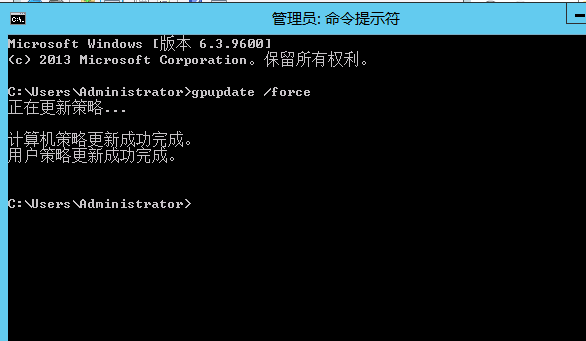 管理员: 命令提示符
Microsoft Windows [版本 6.3.9600]
(c) 2013 Microsoft Corporation。保留所有权利。
C:\Users\Administrator>gpupdate /force
正在更新策略...
计算机策略更新成功完成。
用户策略更新成功完成。
C:\Users\Administrator>